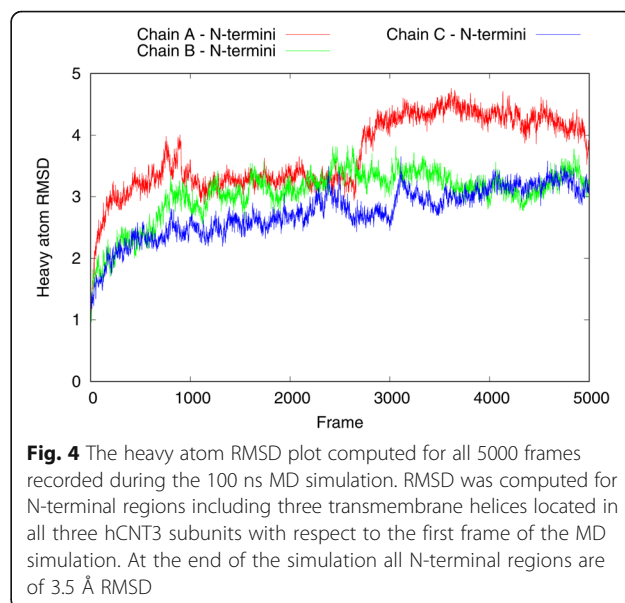 Chain A - N-termini
Chain B - N-termini
Chain C - N-termini
5
4
3
2
1
0
Heavy atom RMSD
0 1000 2000 3000 4000 5000
Frame
Fig. 4 The heavy atom RMSD plot computed for all 5000 frames
recorded during the 100 ns MD simulation. RMSD was computed for
N-terminal regions including three transmembrane helices located in
all three hCNT3 subunits with respect to the first frame of the MD
simulation. At the end of the simulation all N-terminal regions are
of 3.5 Å RMSD